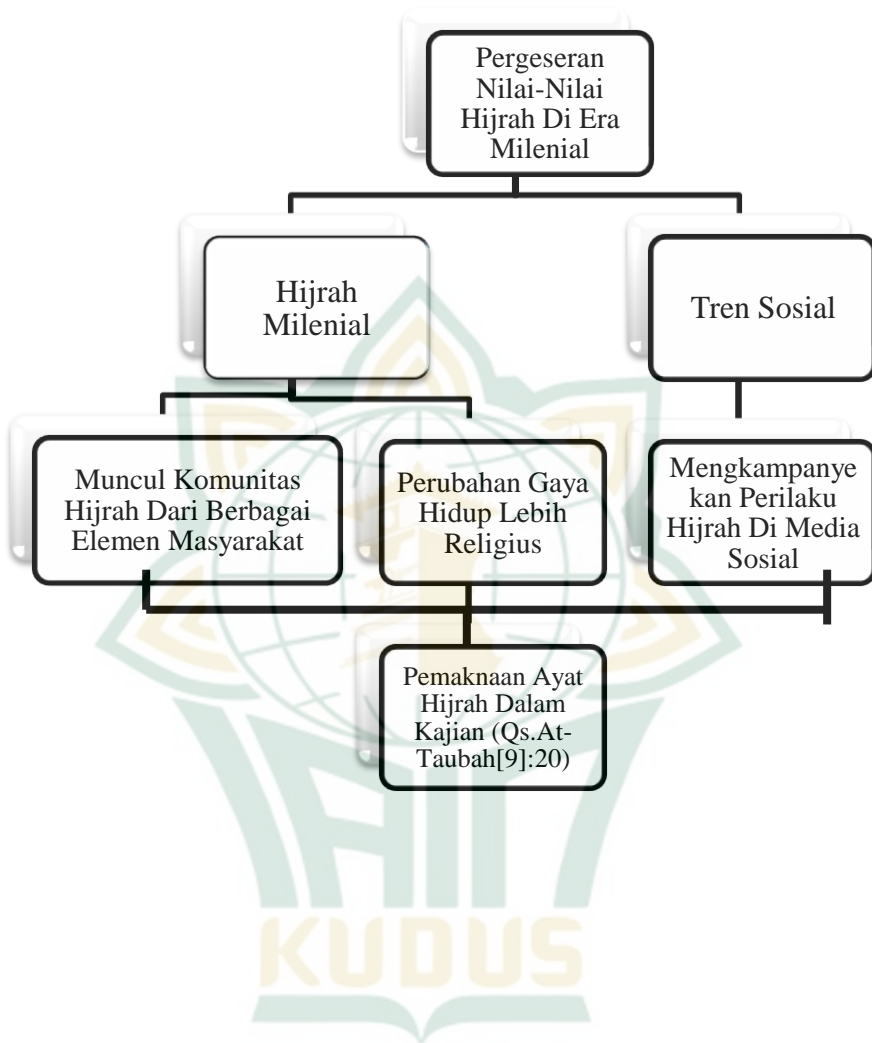 Pergeseran
Nilai-Nilai
Hijrah Di Era
Milenial
Hijrah
Milenial
Tren Sosial
Muncul Komunitas
Hijrah Dari Berbagai
Elemen Masyarakat
Perubahan Gaya
Hidup Lebih
Religius
Mengkampanye
kan Perilaku
Hijrah Di Media
Sosial
Pemaknaan Ayat
Hijrah Dalam
Kajian (Qs.At-
Taubah[9]:20)
IAIN
KUDUS